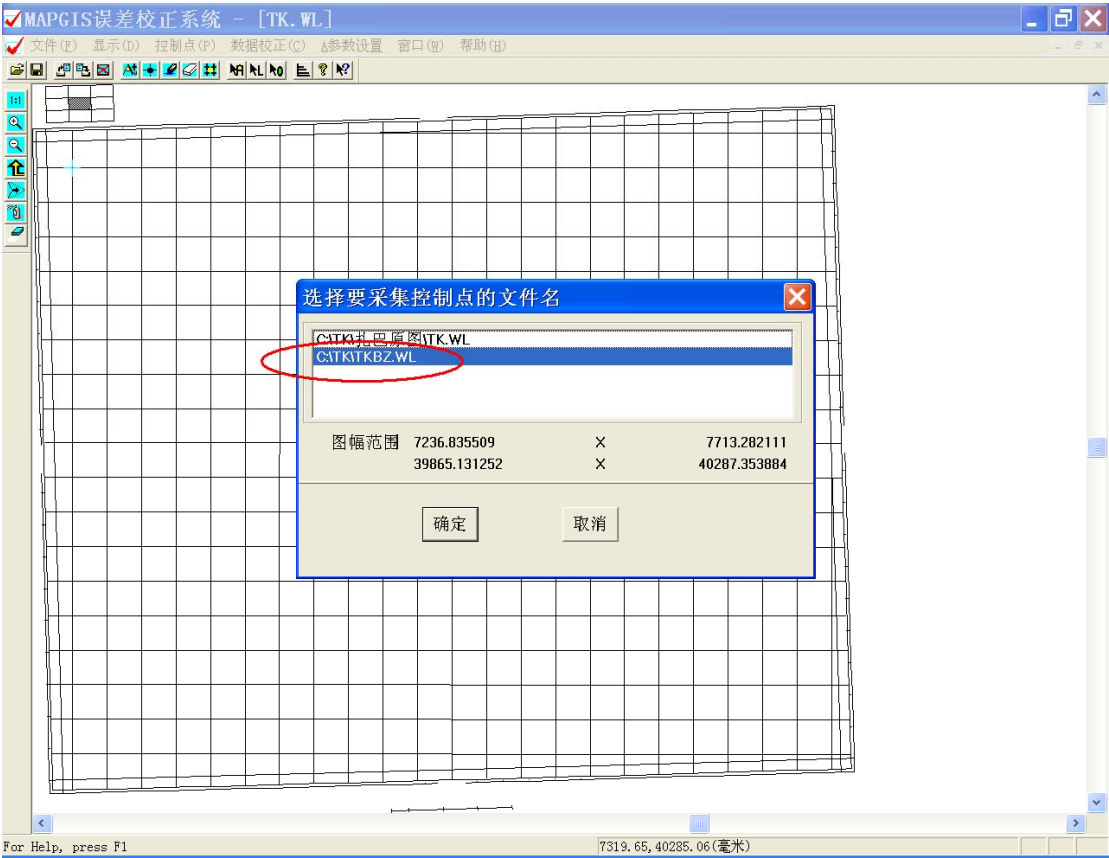 MAPGIS误差校正系统 - [TK.WL]
文件(F) 显示(D) 控制点(P) 数据校正(C) A参数设置 窗口(W) 帮助(H)
1:1
选择要采集控制点的文件名
C:\TK\扎巴原图\TK.WL
C:\TK\TKBZ.WL
图幅范围 7236.835509 X 7713.282111
39865.131252 X 40287.353884
确定 取消
For Help, press F1 7319.65,40285.06(毫米)